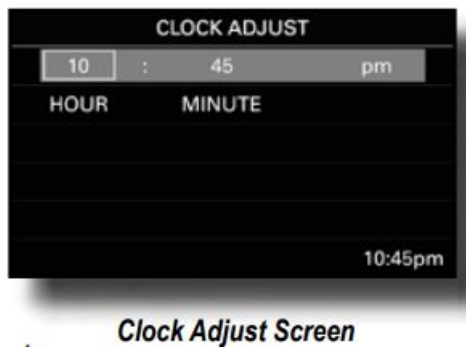 CLOCK ADJUST
10 : 45 pm
HOUR MINUTE
10:45pm
Clock Adjust Screen